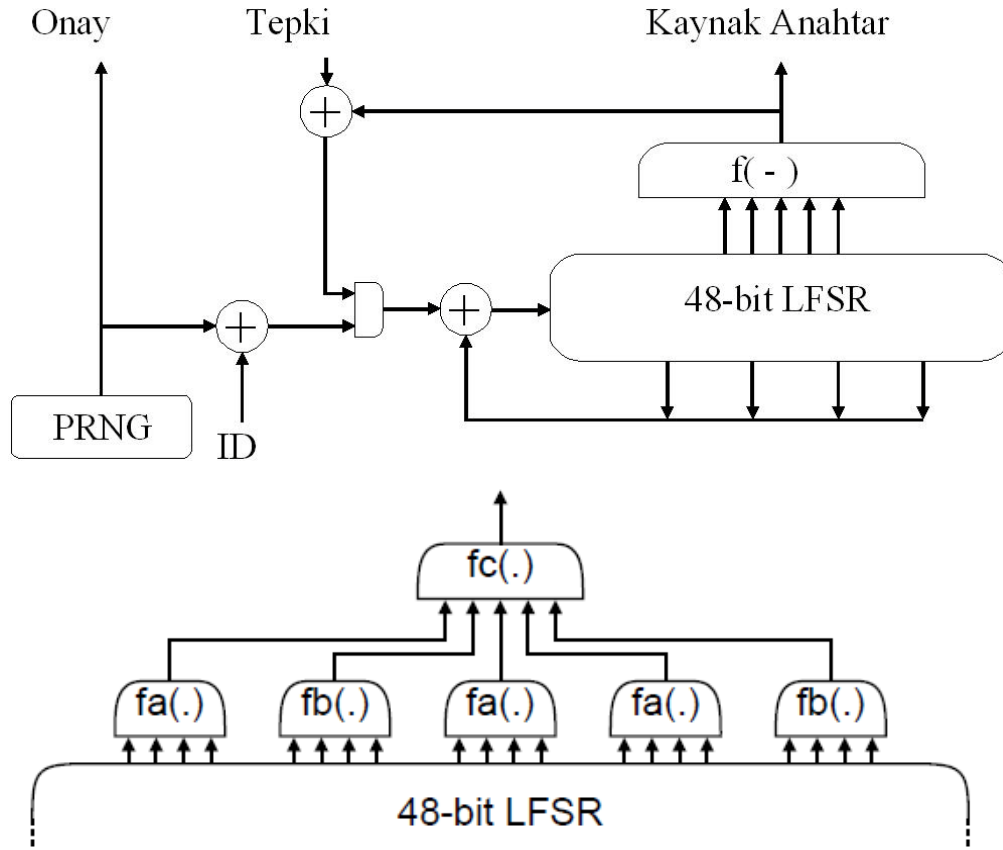 Onay Tepki Kaynak Anahtar
+
f( - )
48-bit LFSR
+ +
PRNG ID
fc(.)
fa(.) fb(.) fa(.) fa(.) fb(.)
48-bit LFSR